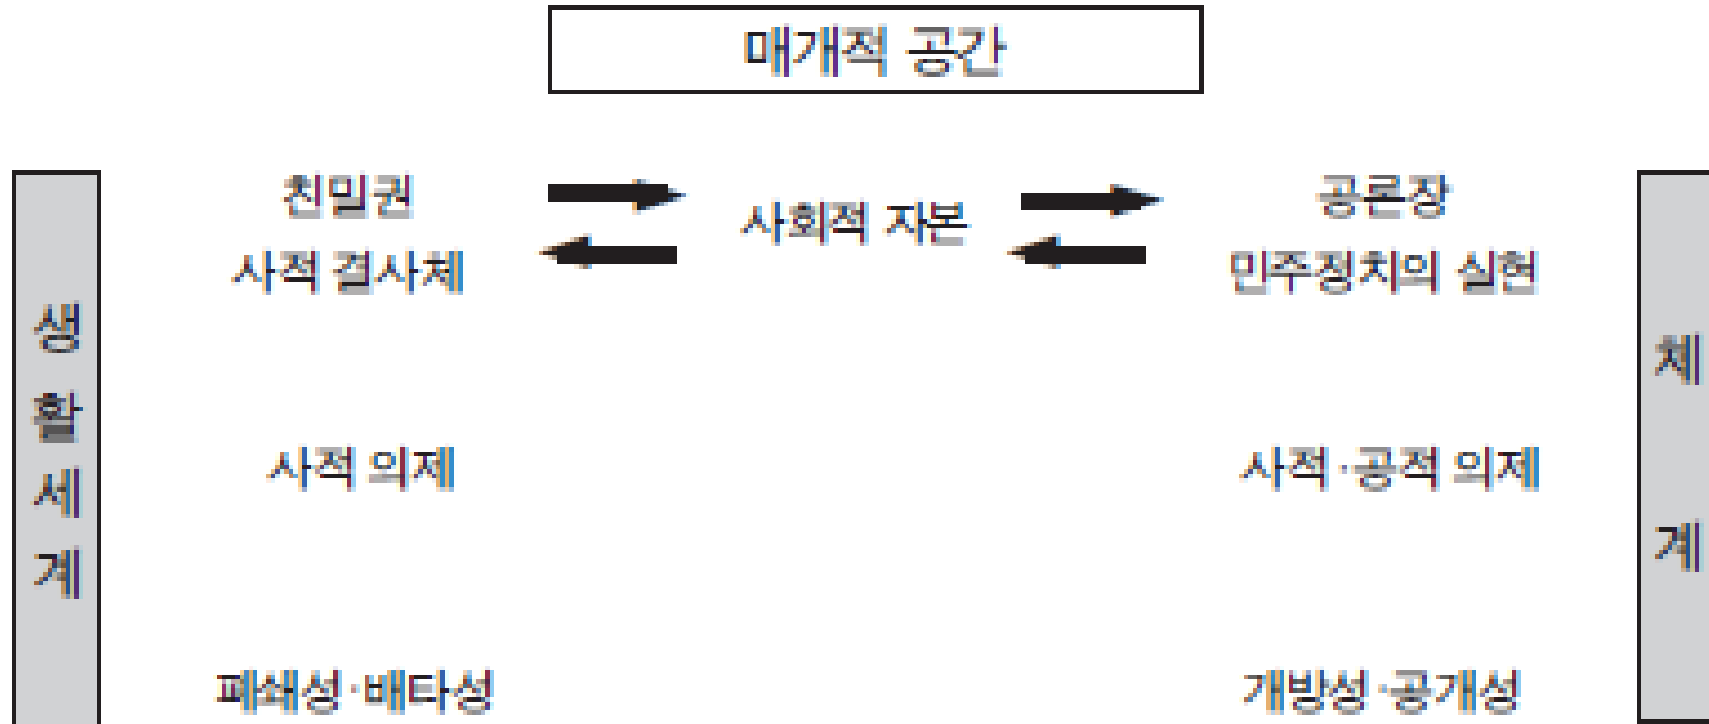 매개적 공간
친밀권
사회적 자본
공론장
사적 결사체
민주정치의 실현
생활세계
체계
사적 의제
사적·공적 의제
폐쇄성·배타성
개방성·공개성